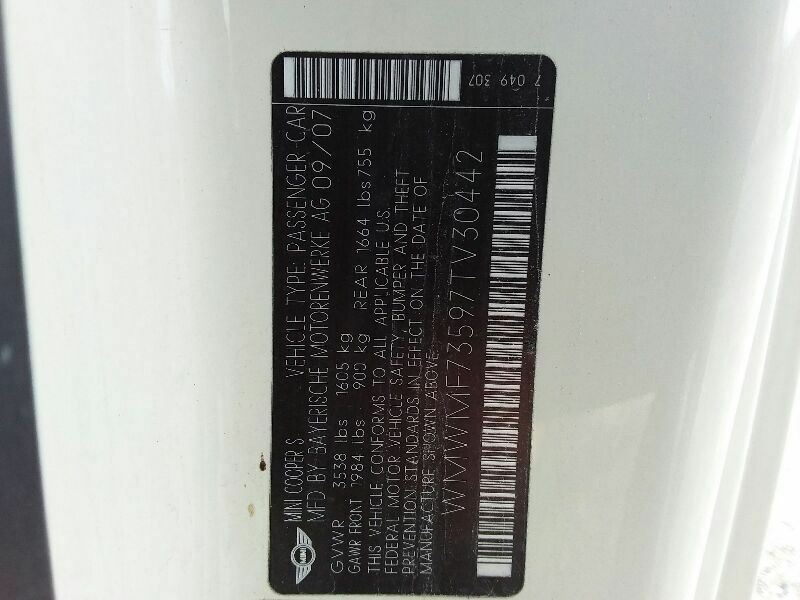 7 049 307
MINI COOPER S VEHICLE TYPE: PASSENGER CAR
MFD BY BAYERISCHE MOTORENWERKE AG 09/07
GVWR 3538 lbs 1605 kg
GAWR FRONT 1984 lbs 900 kg REAR 1664 lbs 755 kg
THIS VEHICLE CONFORMS TO ALL APPLICABLE U.S.
FEDERAL MOTOR VEHICLE SAFETY, BUMPER AND THEFT
PREVENTION STANDARDS IN EFFECT ON THE DATE OF
MANUFACTURE SHOWN ABOVE.
WMWMF73597TV30442
MINI